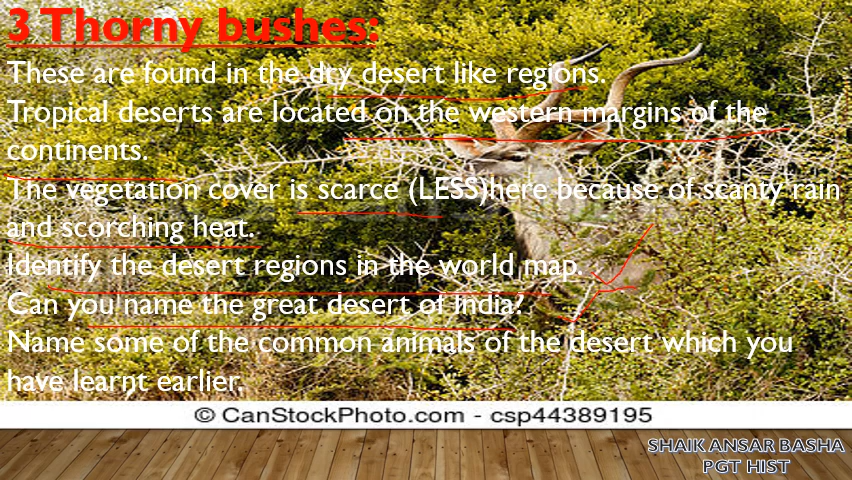 3 Thorny bushes:
These are found in the dry desert like regions.
Tropical deserts are located on the western margins of the
continents.
The vegetation cover is scarce (LESS)here because of scanty rain
and scorching heat.
Identify the desert regions in the world map.
Can you name the great desert of India?
Name some of the common animals of the desert which you
have learnt earlier.
© CanStockPhoto.com - csp44389195
SHAIK ANSAR BASHA
PGT HIST